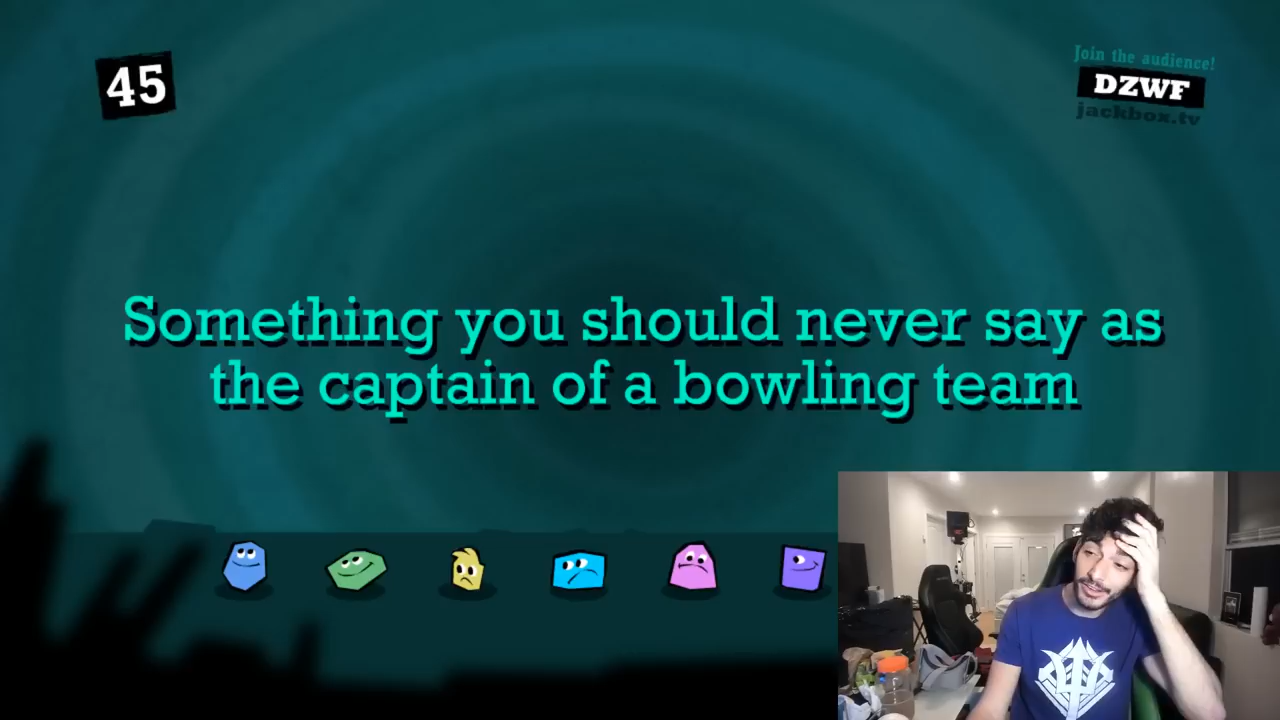 45
Join the audience!
DZWF
jackbox.tv
Something you should never say as
the captain of a bowling team